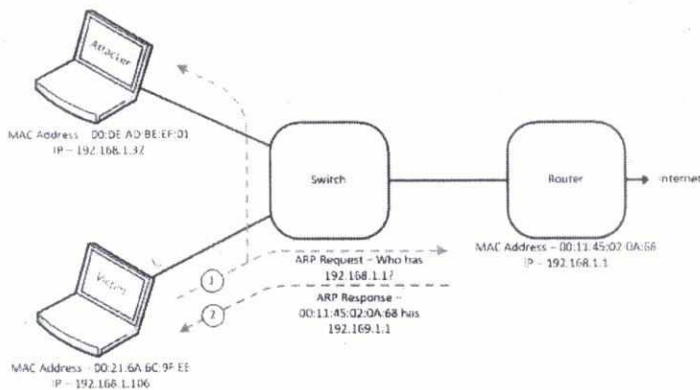 Attacker
MAC Address – 00:DE:AD:BE:EF:01
IP – 192.168.1.32
Switch
Router
Internet
MAC Address – 00:11:45:02:0A:68
IP – 192.168.1.1
1
ARP Request – Who has
192.168.1.1?
2
ARP Response –
00:11:45:02:0A:68 has
192.169.1.1
Victim
MAC Address – 00:21:6A:6C:9F:EE
IP – 192.168.1.106